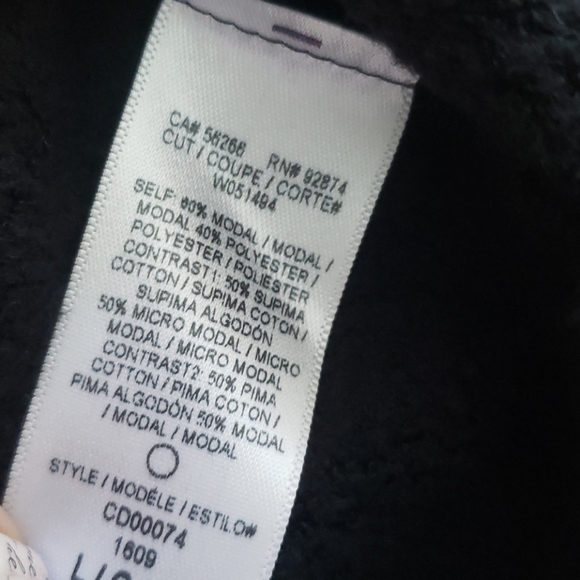 CA# 56266 RN# 92874
CUT / COUPE / CORTE#
W051494
SELF: 60% MODAL / MODAL /
MODAL 40% POLYESTER /
POLYESTER / POLIESTER
CONTRAST1: 50% SUPIMA
COTTON / SUPIMA COTON /
SUPIMA ALGODÓN
50% MICRO MODAL / MICRO
MODAL / MICRO MODAL
CONTRAST2: 50% PIMA
COTTON / PIMA COTON /
PIMA ALGODÓN 50% MODAL
/ MODAL / MODAL
STYLE / MODÈLE / ESTILO#
CD00074
1609